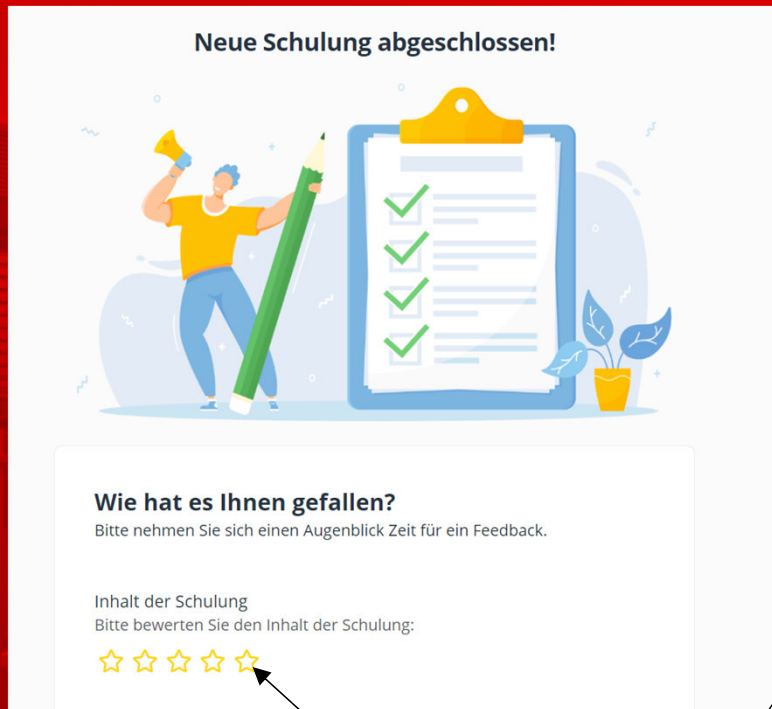 Neue Schulung abgeschlossen!
Wie hat es Ihnen gefallen?
Bitte nehmen Sie sich einen Augenblick Zeit für ein Feedback.
Inhalt der Schulung
Bitte bewerten Sie den Inhalt der Schulung: